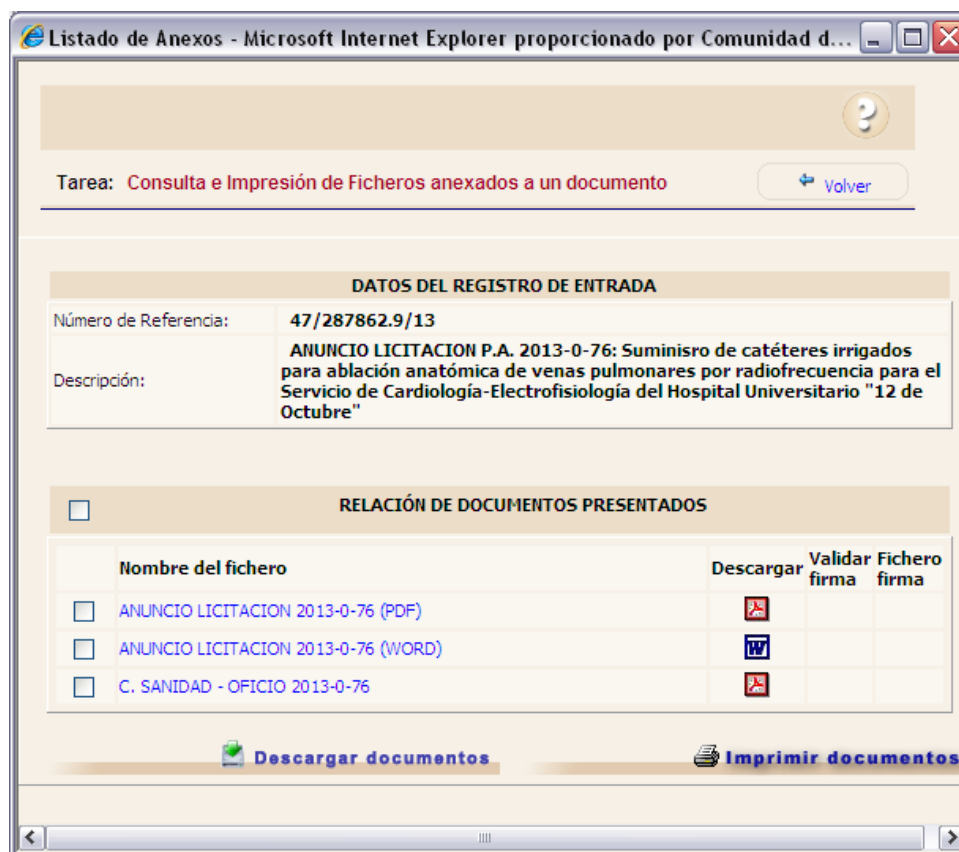 Listado de Anexos - Microsoft Internet Explorer proporcionado por Comunidad d...
Tarea: Consulta e Impresión de Ficheros anexados a un documento
Volver
DATOS DEL REGISTRO DE ENTRADA
Número de Referencia: 47/287862.9/13
Descripción:
ANUNCIO LICITACION P.A. 2013-0-76: Suminisro de catéteres irrigados
para ablación anatómica de venas pulmonares por radiofrecuencia para el
Servicio de Cardiología-Electrofisiología del Hospital Universitario "12 de
Octubre"
RELACIÓN DE DOCUMENTOS PRESENTADOS
Nombre del fichero Descargar Validar firma Fichero firma
ANUNCIO LICITACION 2013-0-76 (PDF)
ANUNCIO LICITACION 2013-0-76 (WORD)
C. SANIDAD - OFICIO 2013-0-76
Descargar documentos Imprimir documentos